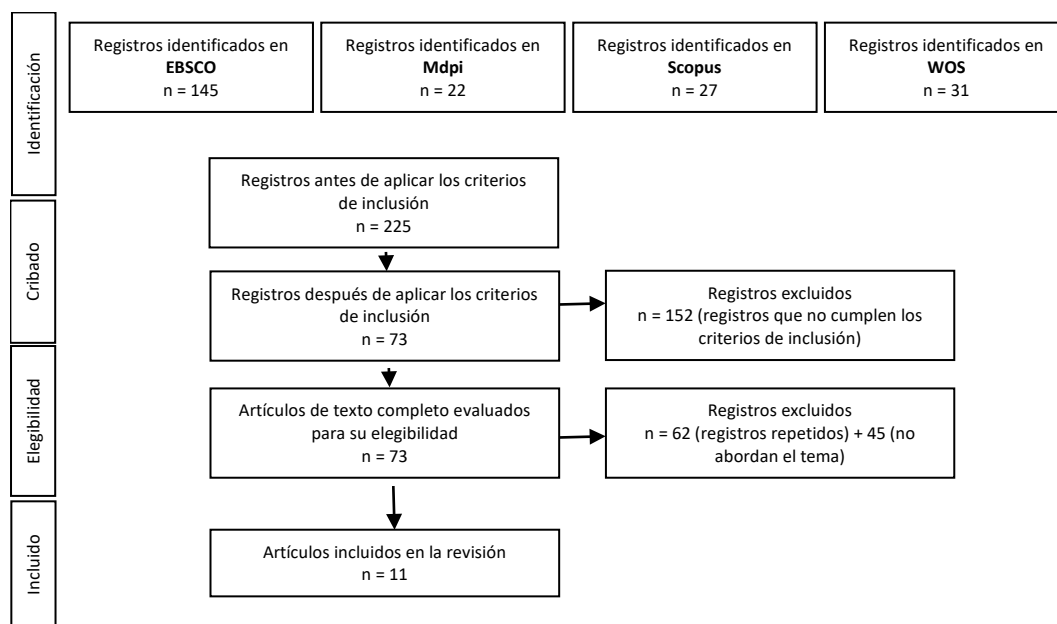 Identificación
Registros identificados en
EBSCO
n = 145
Registros identificados en
Mdpi
n = 22
Registros identificados en
Scopus
n = 27
Registros identificados en
WOS
n = 31
Registros antes de aplicar los criterios
de inclusión
n = 225
Cribado
Registros después de aplicar los criterios
de inclusión
n = 73
Registros excluidos
n = 152 (registros que no cumplen los
criterios de inclusión)
Elegibilidad
Artículos de texto completo evaluados
para su elegibilidad
n = 73
Registros excluidos
n = 62 (registros repetidos) + 45 (no
abordan el tema)
Incluido
Artículos incluidos en la revisión
n = 11